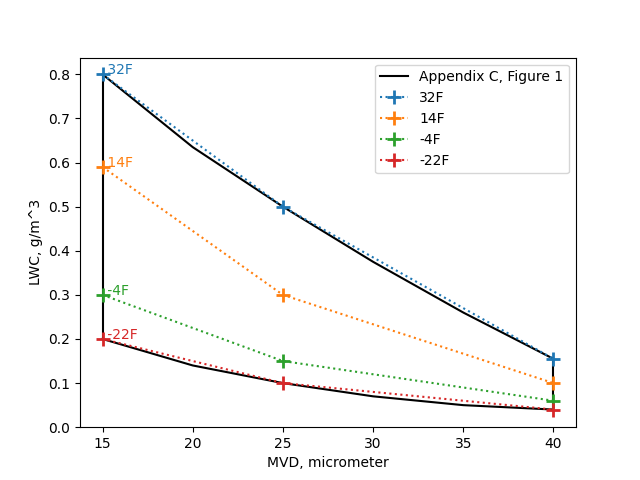 0.8
0.7
0.6
0.5
0.4
0.3
0.2
0.1
0.0
LWC, g/m^3
32F
14F
-4F
-22F
Appendix C, Figure 1
32F
14F
-4F
-22F
15
20
25
30
35
40
MVD, micrometer